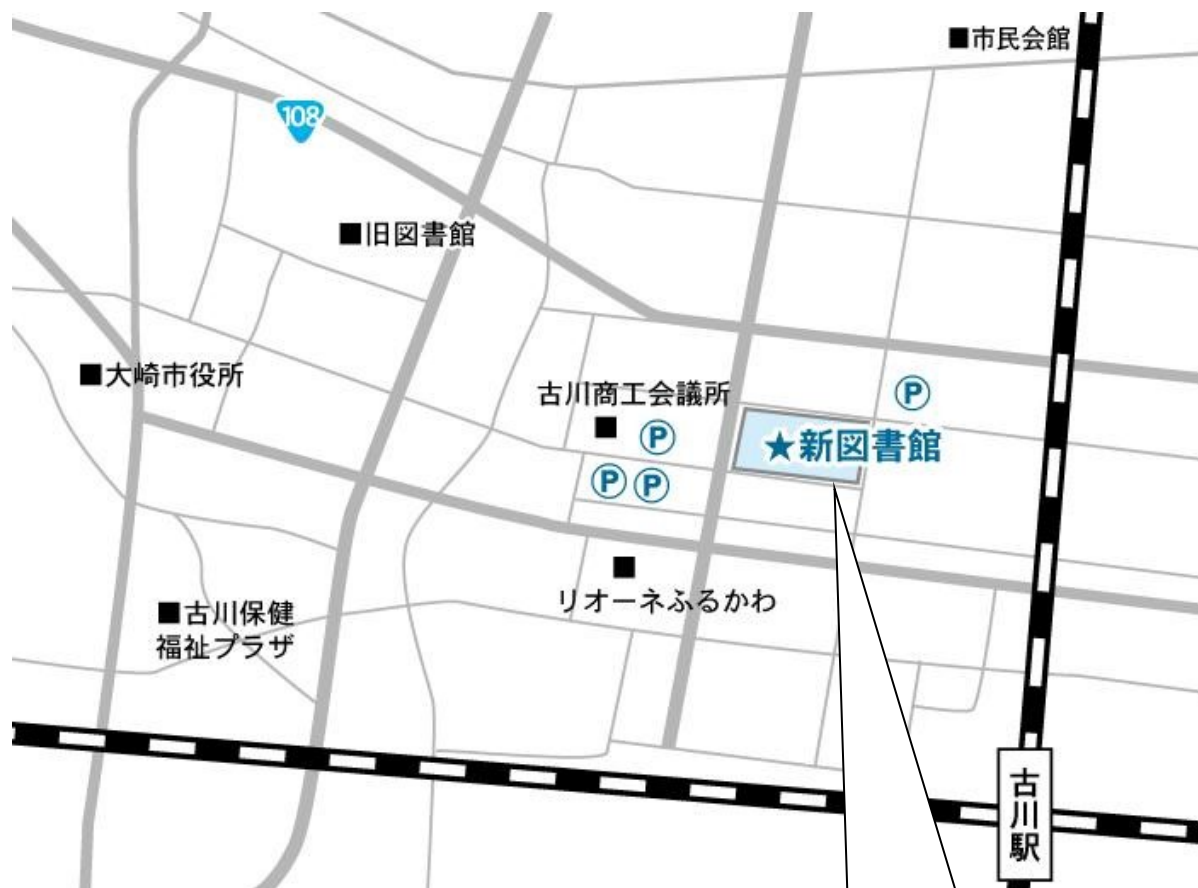 ■市民会館
108
■旧図書館
■大崎市役所
古川商工会議所
■
P
P
★新図書館
P P
■
リオーネふるかわ
■古川保健
福祉プラザ
古川駅